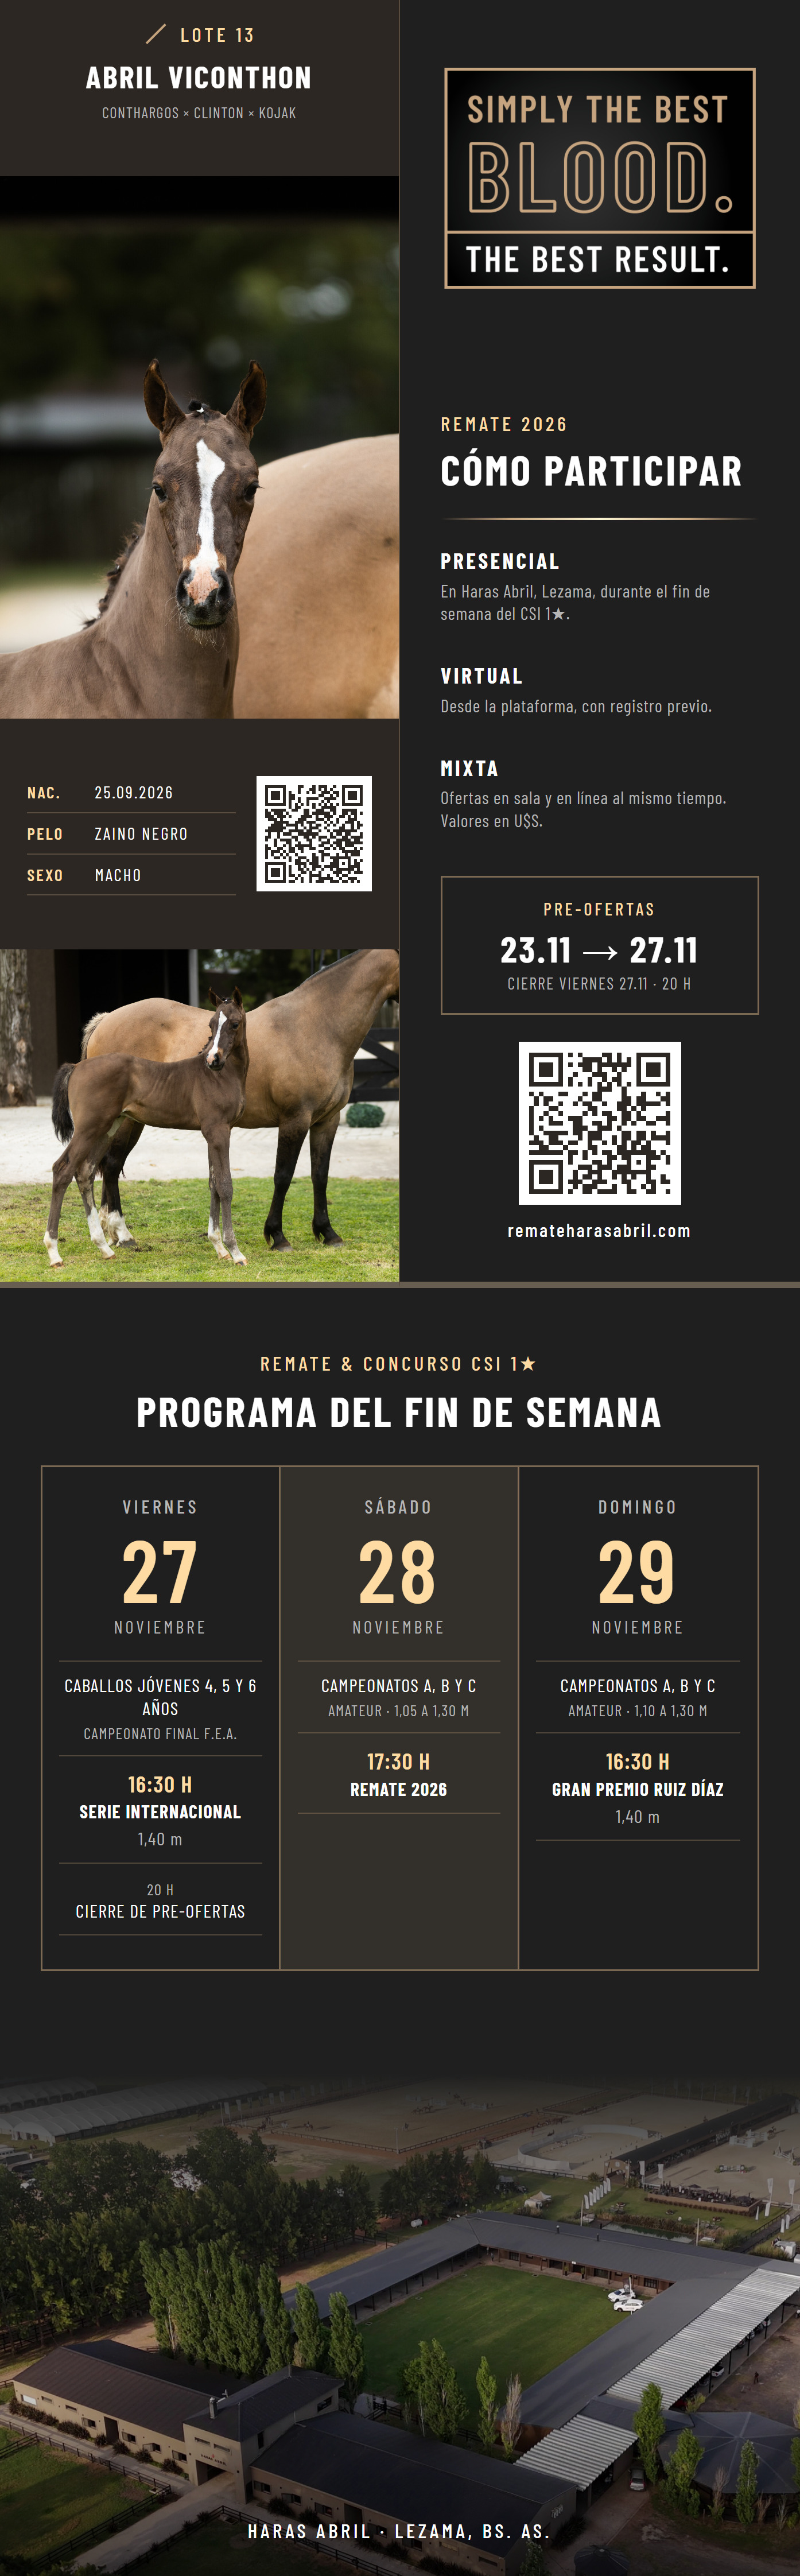 LOTE 13
ABRIL VICONTHON
CONTHARGOS × CLINTON × KOJAK
NAC. 25.09.2026
PELO ZAINO NEGRO
SEXO MACHO
SIMPLY THE BEST
BLOOD.
THE BEST RESULT.
REMATE 2026
CÓMO PARTICIPAR
PRESENCIAL
En Haras Abril, Lezama, durante el fin de
semana del CSI 1★.
VIRTUAL
Desde la plataforma, con registro previo.
MIXTA
Ofertas en sala y en línea al mismo tiempo.
Valores en U$S.
PRE-OFERTAS
23.11 → 27.11
CIERRE VIERNES 27.11 · 20 H
remateharasabril.com
REMATE & CONCURSO CSI 1★
PROGRAMA DEL FIN DE SEMANA
VIERNES
27
NOVIEMBRE
CABALLOS JÓVENES 4, 5 Y 6
AÑOS
CAMPEONATO FINAL F.E.A.
16:30 H
SERIE INTERNACIONAL
1,40 m
20 H
CIERRE DE PRE-OFERTAS
SÁBADO
28
NOVIEMBRE
CAMPEONATOS A, B Y C
AMATEUR · 1,05 A 1,30 M
17:30 H
REMATE 2026
DOMINGO
29
NOVIEMBRE
CAMPEONATOS A, B Y C
AMATEUR · 1,10 A 1,30 M
16:30 H
GRAN PREMIO RUIZ DÍAZ
1,40 m
HARAS ABRIL · LEZAMA, BS. AS.